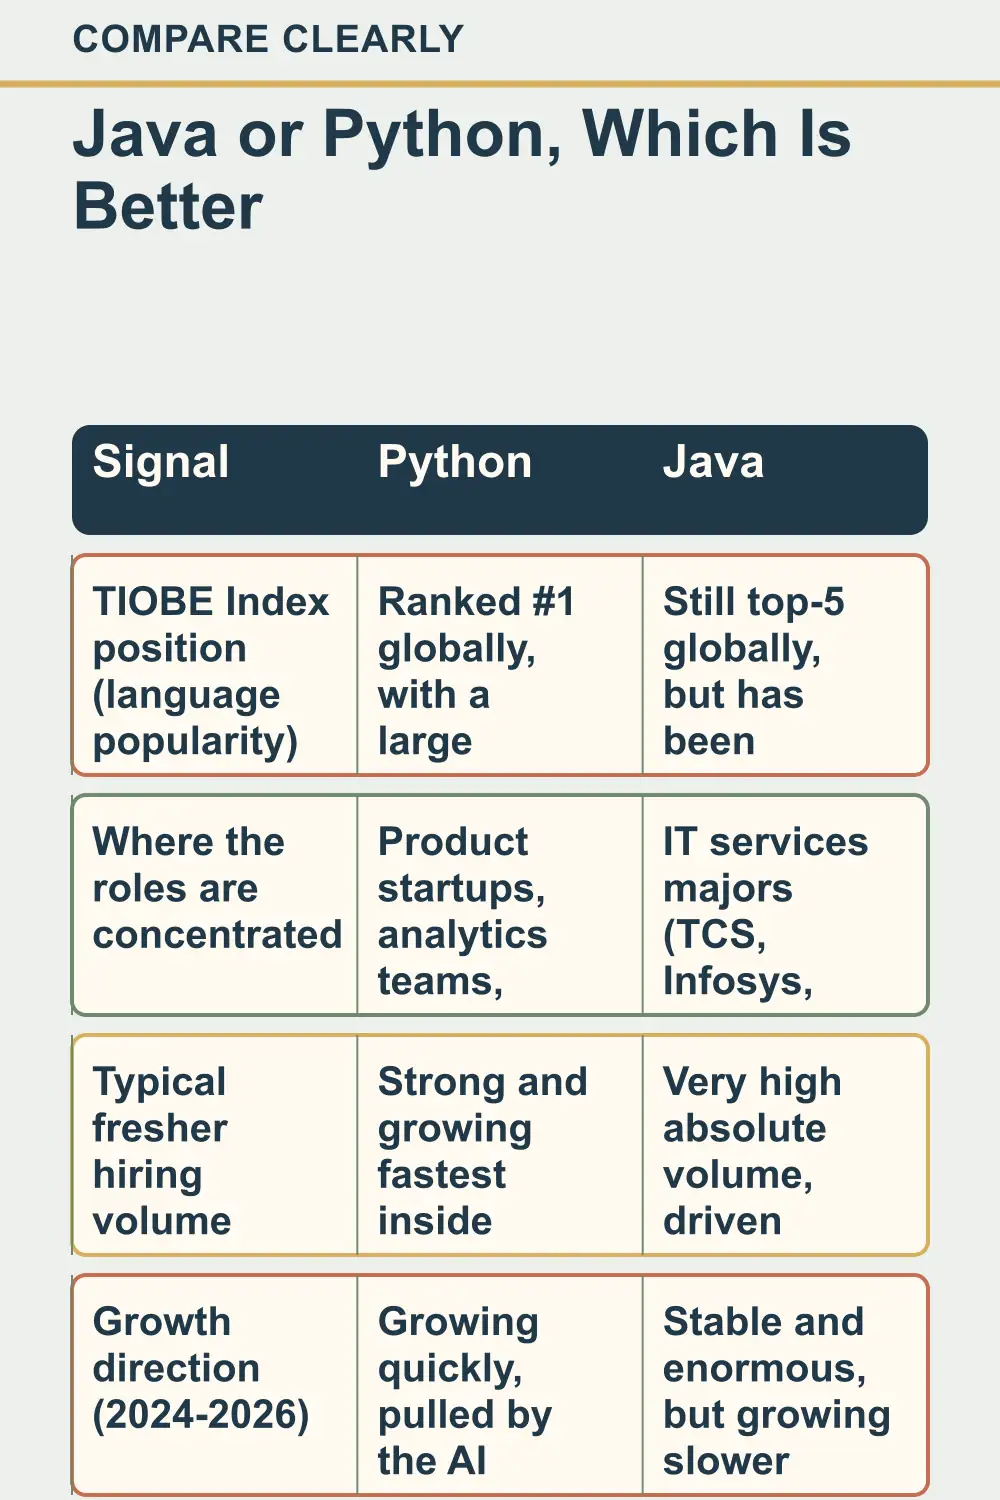 COMPARE CLEARLY
Java or Python, Which Is
Better
Signal
Python
Java
TIOBE Index
position
(language
popularity)
Ranked #1
globally,
with a
large
Still top-5
globally,
but has
been
Where the
roles are
concentrated
Product
startups,
analytics
teams,
IT services
majors
(TCS,
Infosys,
Typical
fresher
hiring
volume
Strong and
growing
fastest
inside
Very high
absolute
volume,
driven
Growth
direction
(2024-2026)
Growing
quickly,
pulled by
the AI
Stable and
enormous,
but growing
slower